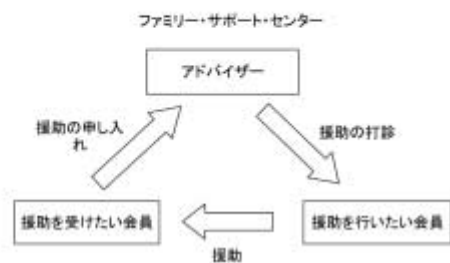 ファミリー・サポート・センター
アドバイザー
援助の申し入
れ
援助の打診
援助を受けたい会員
援助を行いたい会員
援助